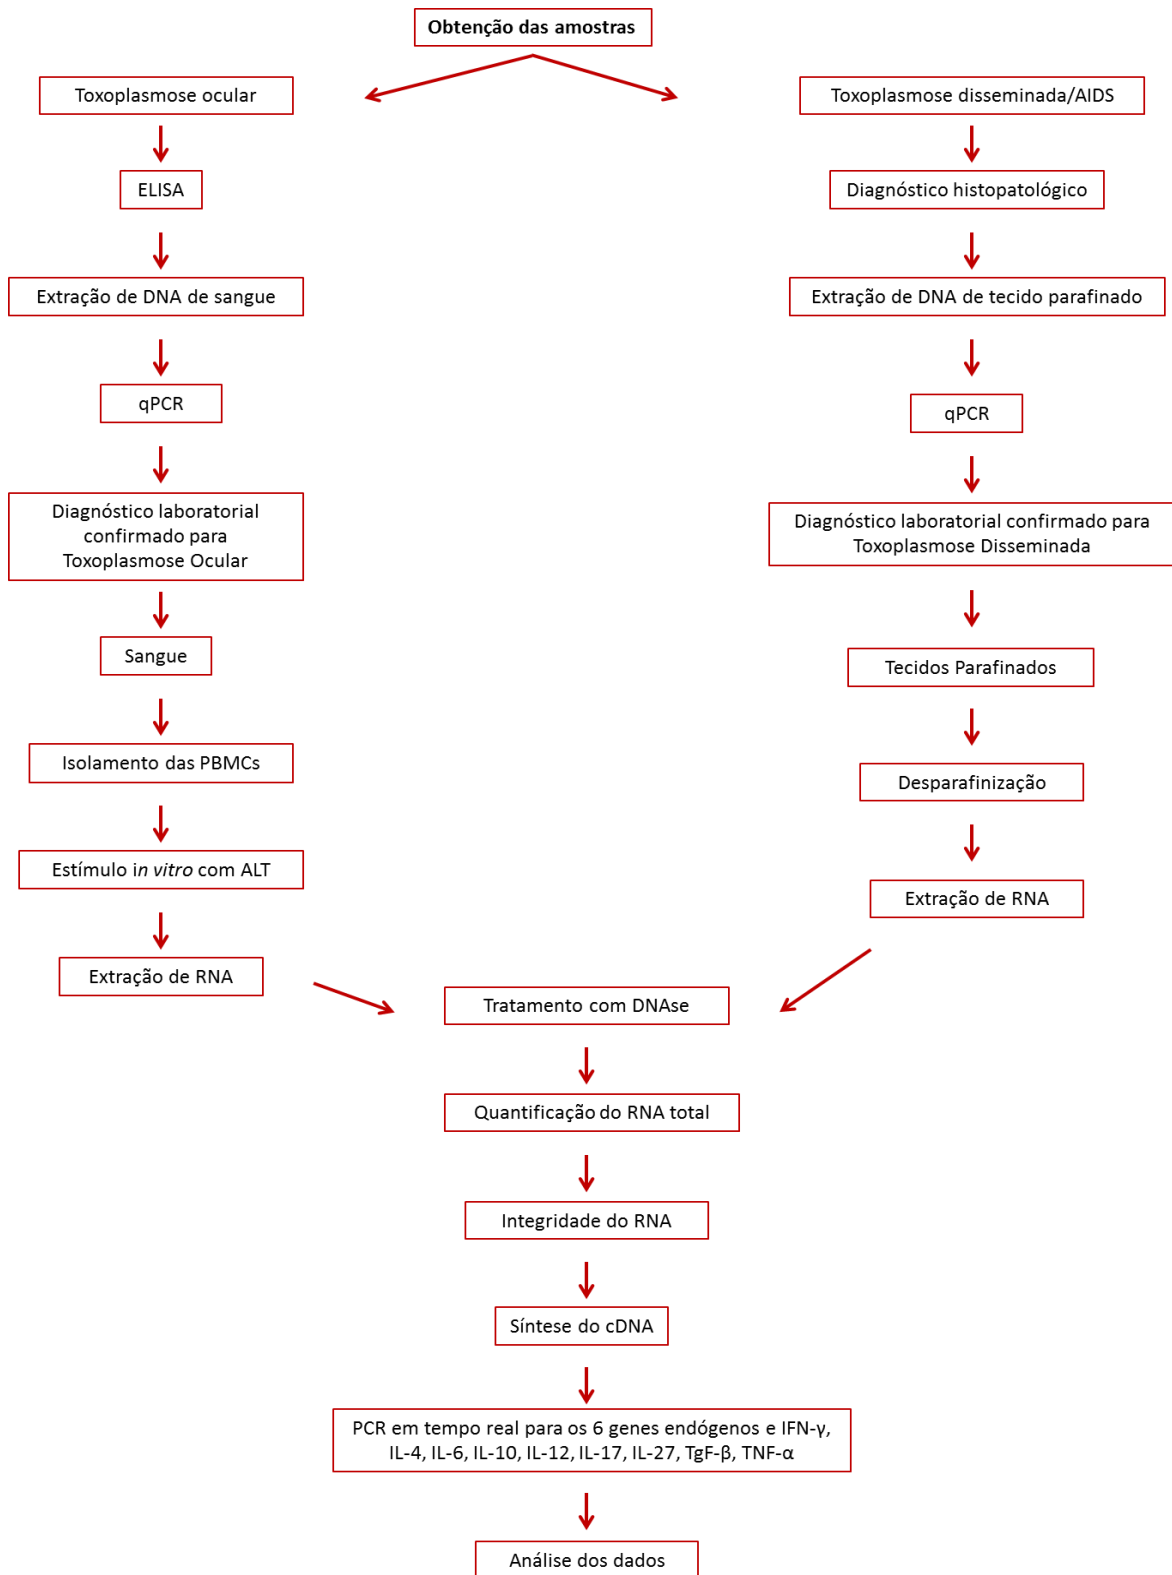 Obtenção das amostras
Toxoplasmose ocular
ELISA
Extração de DNA de sangue
qPCR
Diagnóstico laboratorial
confirmado para
Toxoplasmose Ocular
Sangue
Isolamento das PBMCs
Estímulo in vitro com ALT
Extração de RNA
Toxoplasmose disseminada/AIDS
Diagnóstico histopatológico
Extração de DNA de tecido parafinado
qPCR
Diagnóstico laboratorial confirmado para
Toxoplasmose Disseminada
Tecidos Parafinados
Desparafinização
Extração de RNA
Tratamento com DNAse
Quantificação do RNA total
Integridade do RNA
Síntese do cDNA
PCR em tempo real para os 6 genes endógenos e IFN-γ,
IL-4, IL-6, IL-10, IL-12, IL-17, IL-27, TgF-β, TNF-α
Análise dos dados